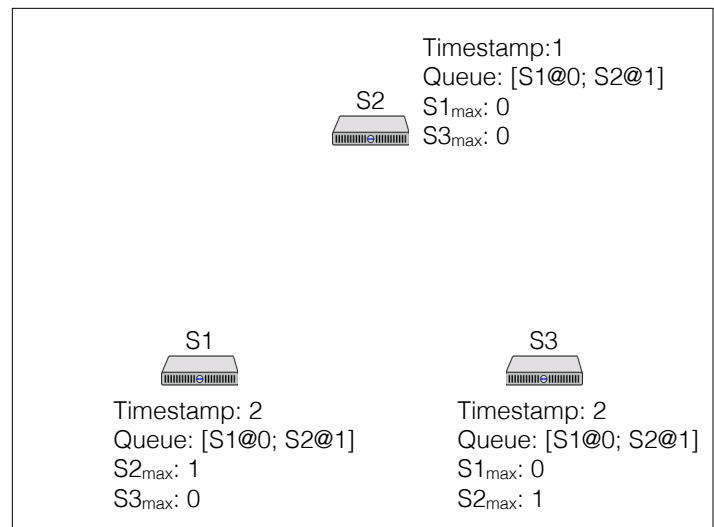 S2
Timestamp:1
Queue: [S1@0; S2@1]
S1max: 0
S3max: 0
S1
Timestamp: 2
Queue: [S1@0; S2@1]
S2max: 1
S3max: 0
S3
Timestamp: 2
Queue: [S1@0; S2@1]
S1max: 0
S2max: 1